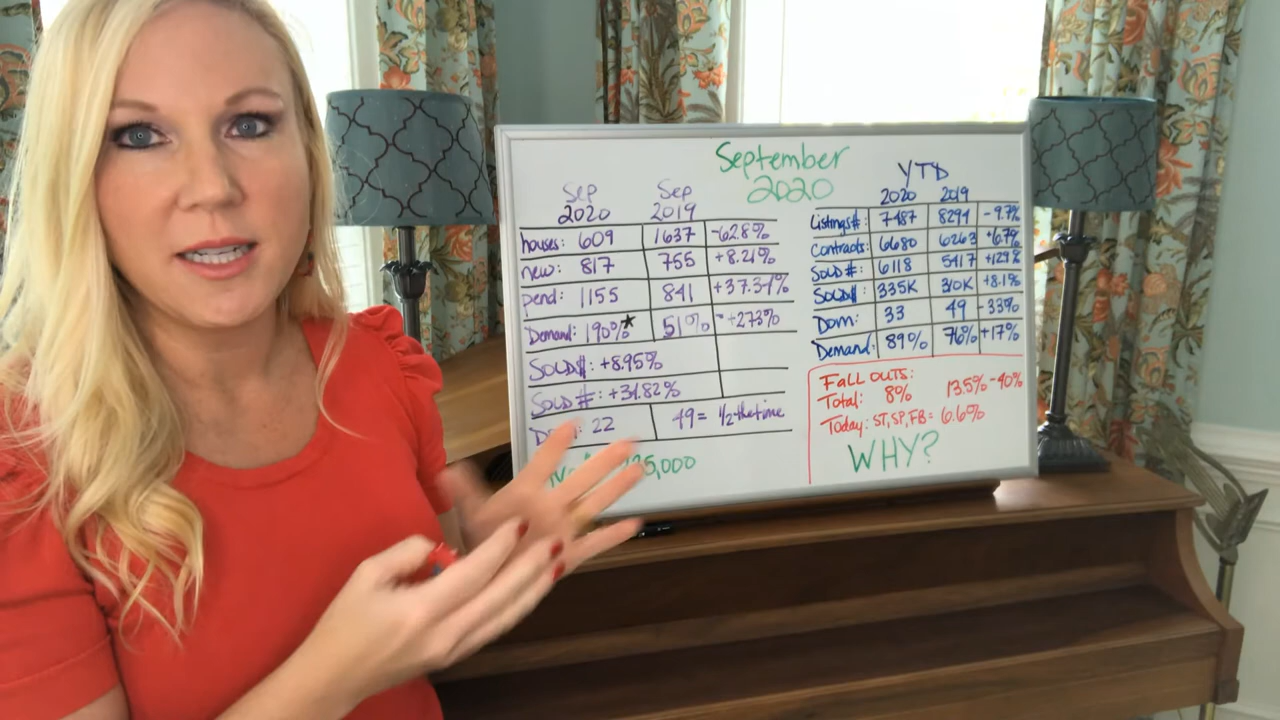 September
2020
Sep Sep
2020 2019
houses: 609 1637 -62.8%
new: 817 755 +8.21%
pend: 1155 841 +37.34%
Demand: 190%* 51% +273%
SOLD$: +8.95%
SOLD #: +31.82%
22 49 = 1/2 the time
5,000
YTD
2020 2019
Listings#: 7487 8294 -9.7%
Contracts: 6680 6263 +6.7%
SOLD #: 6118 5417 +12.9%
SOLD$: 335K 310K +8.1%
Dom: 33 49 -33%
Demand: 89% 76% +17%
FALL OUTS:
Total: 8% 13.5% -40%
Today: ST, SP, FB = 6.6%
WHY?